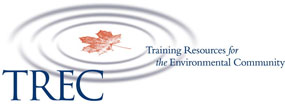 Training Resources for
the Environmental Community
TREC